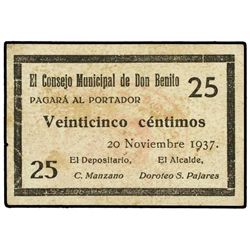 El Consejo Municipal de Don Benito 25
PAGARÁ AL PORTADOR
Veinticinco céntimos
20 Noviembre 1937.
25 El Depositario, El Alcalde,
C. Manzano Doroteo S. Pajares